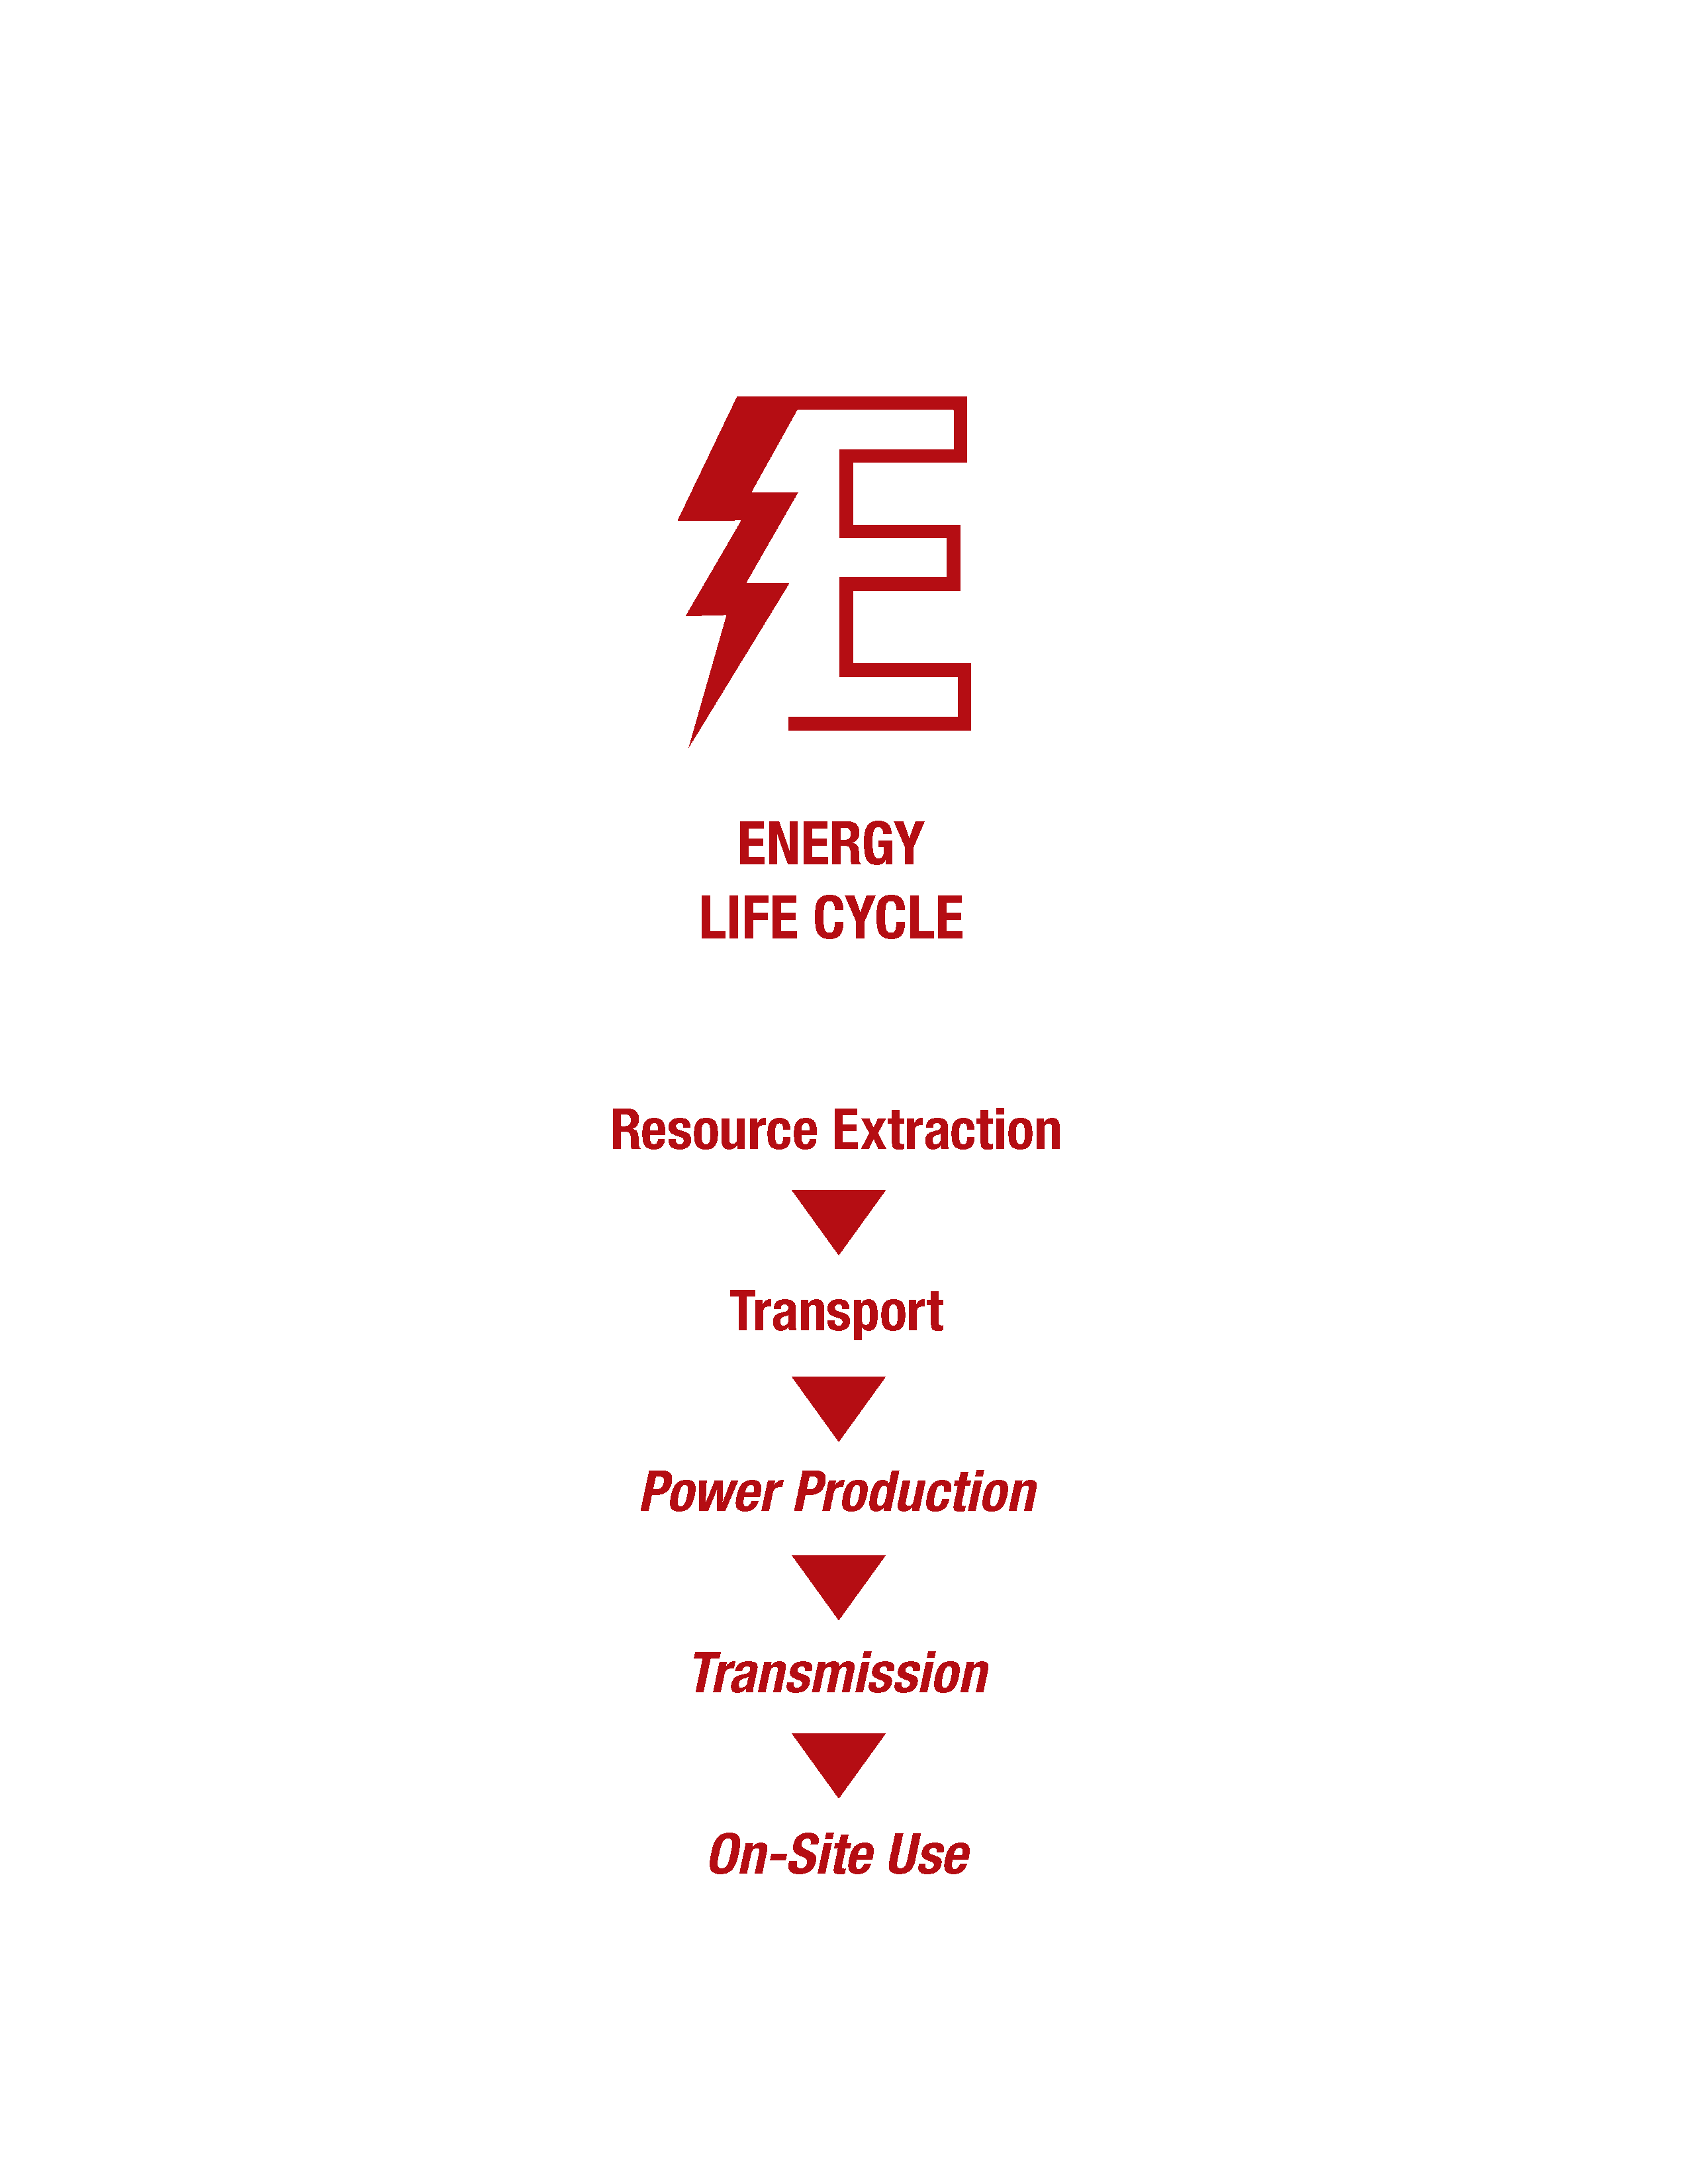 E
ENERGY
LIFE CYCLE
Resource Extraction
Transport
Power Production
Transmission
On-Site Use